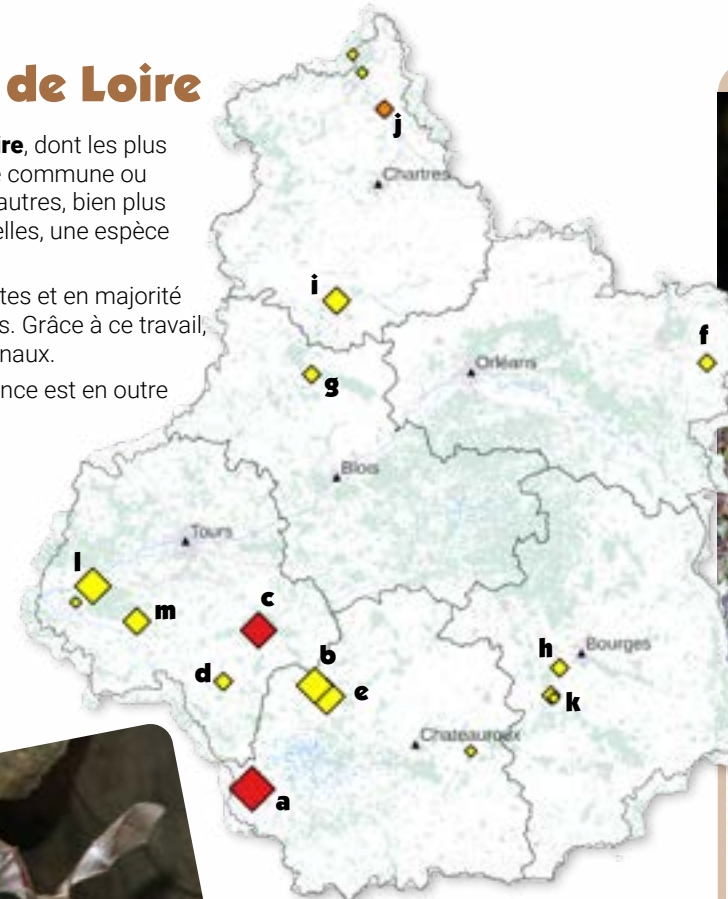 de Loire
ire, dont les plus
commune ou
autres, bien plus
elles, une espèce
tes et en majorité
s. Grâce à ce travail,
naux.
nce est en outre
j
Chartres
i
f
Orléans
g
Blois
Tours
l
c
m
b
h
Bourges
d
e
k
Chateauroux
a